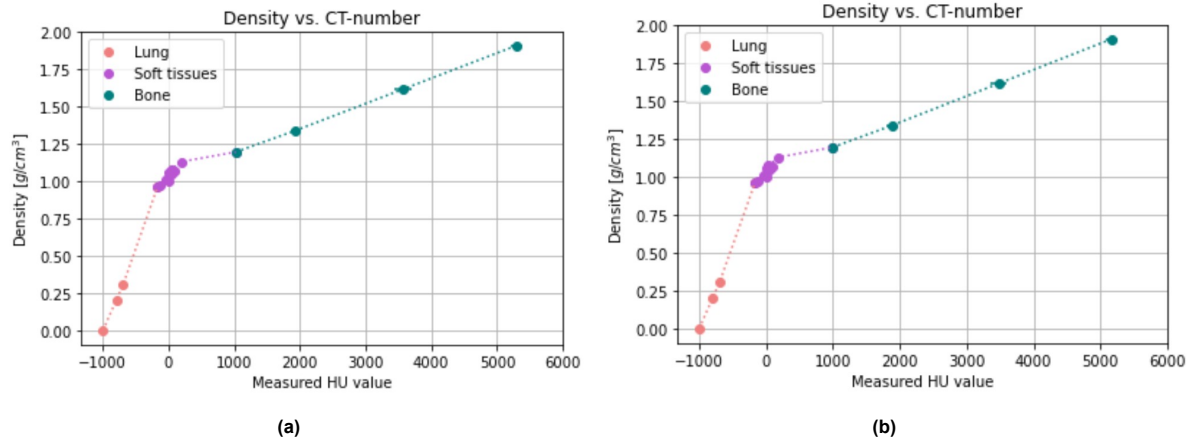 Density vs. CT-number
2.00
1.75
1.50
1.25
1.00
0.75
0.50
0.25
0.00
Density [g/cm³]
Lung
Soft tissues
Bone
−1000 0 1000 2000 3000 4000 5000 6000
Measured HU value
(a)
Density vs. CT-number
2.00
1.75
1.50
1.25
1.00
0.75
0.50
0.25
0.00
Density [g/cm³]
Lung
Soft tissues
Bone
−1000 0 1000 2000 3000 4000 5000 6000
Measured HU value
(b)